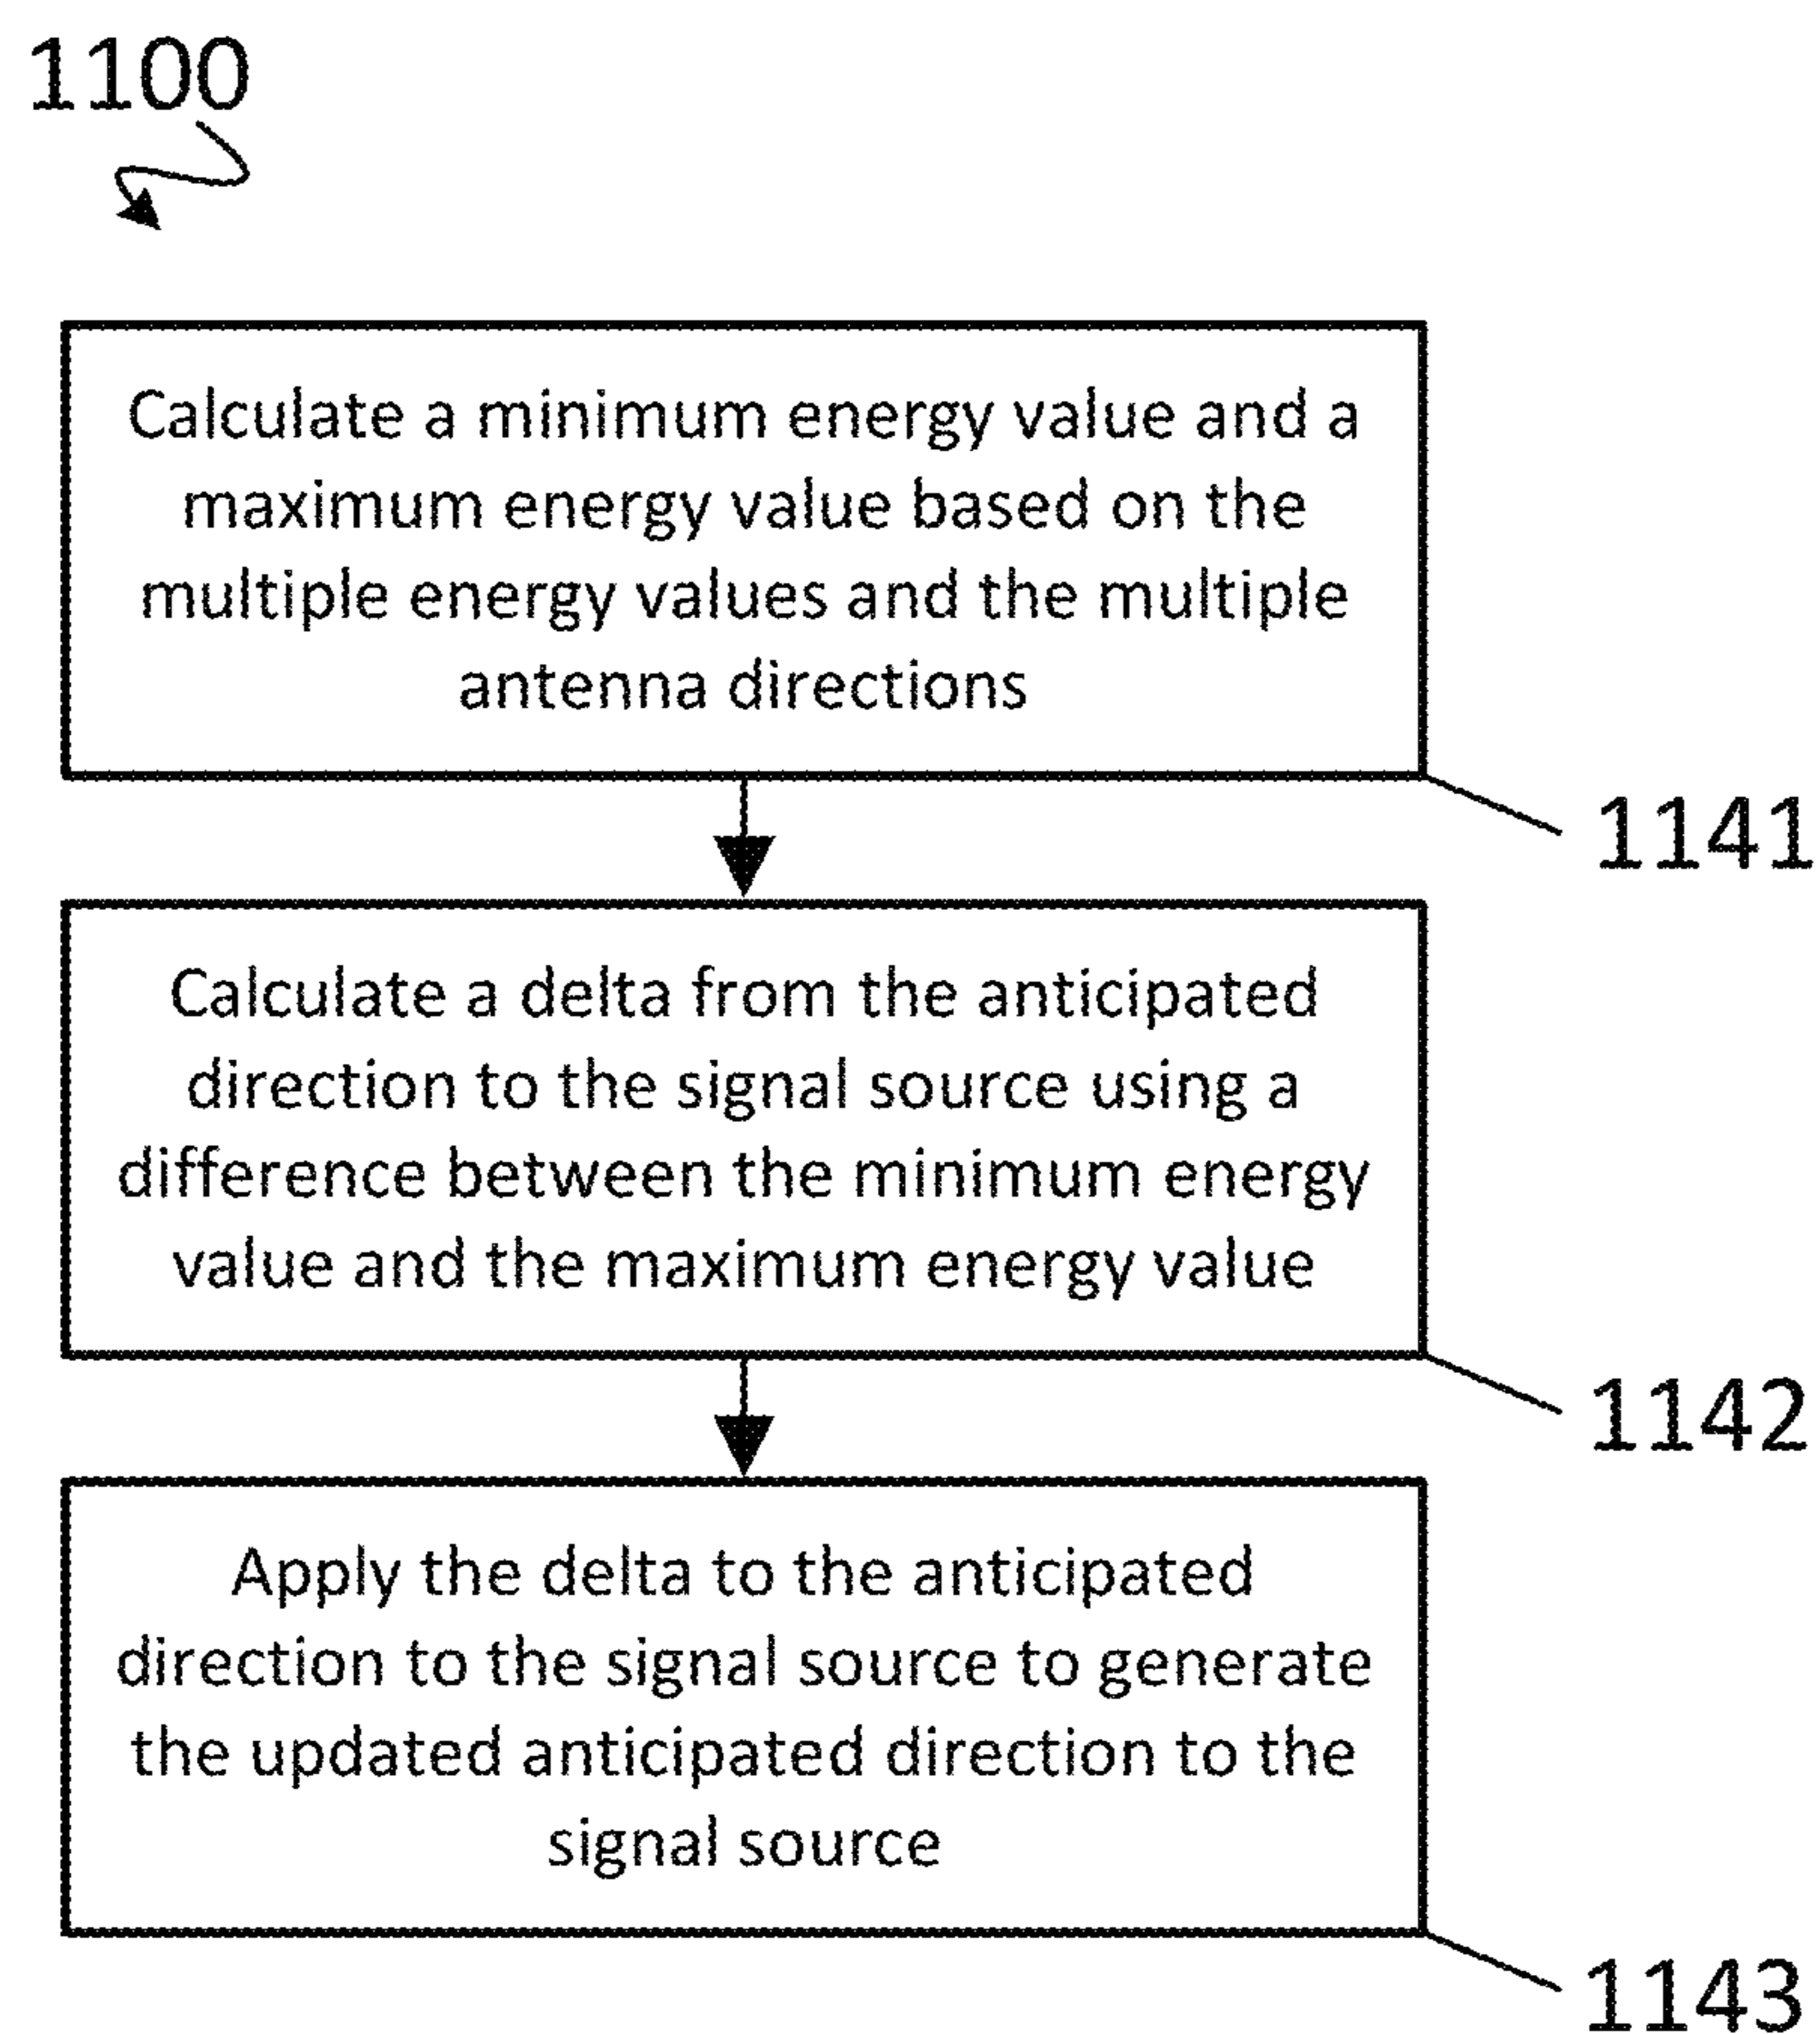 1100
Calculate a minimum energy value and a
maximum energy value based on the
multiple energy values and the multiple
antenna directions
1141
Calculate a delta from the anticipated
direction to the signal source using a
difference between the minimum energy
value and the maximum energy value
1142
Apply the delta to the anticipated
direction to the signal source to generate
the updated anticipated direction to the
signal source
1143